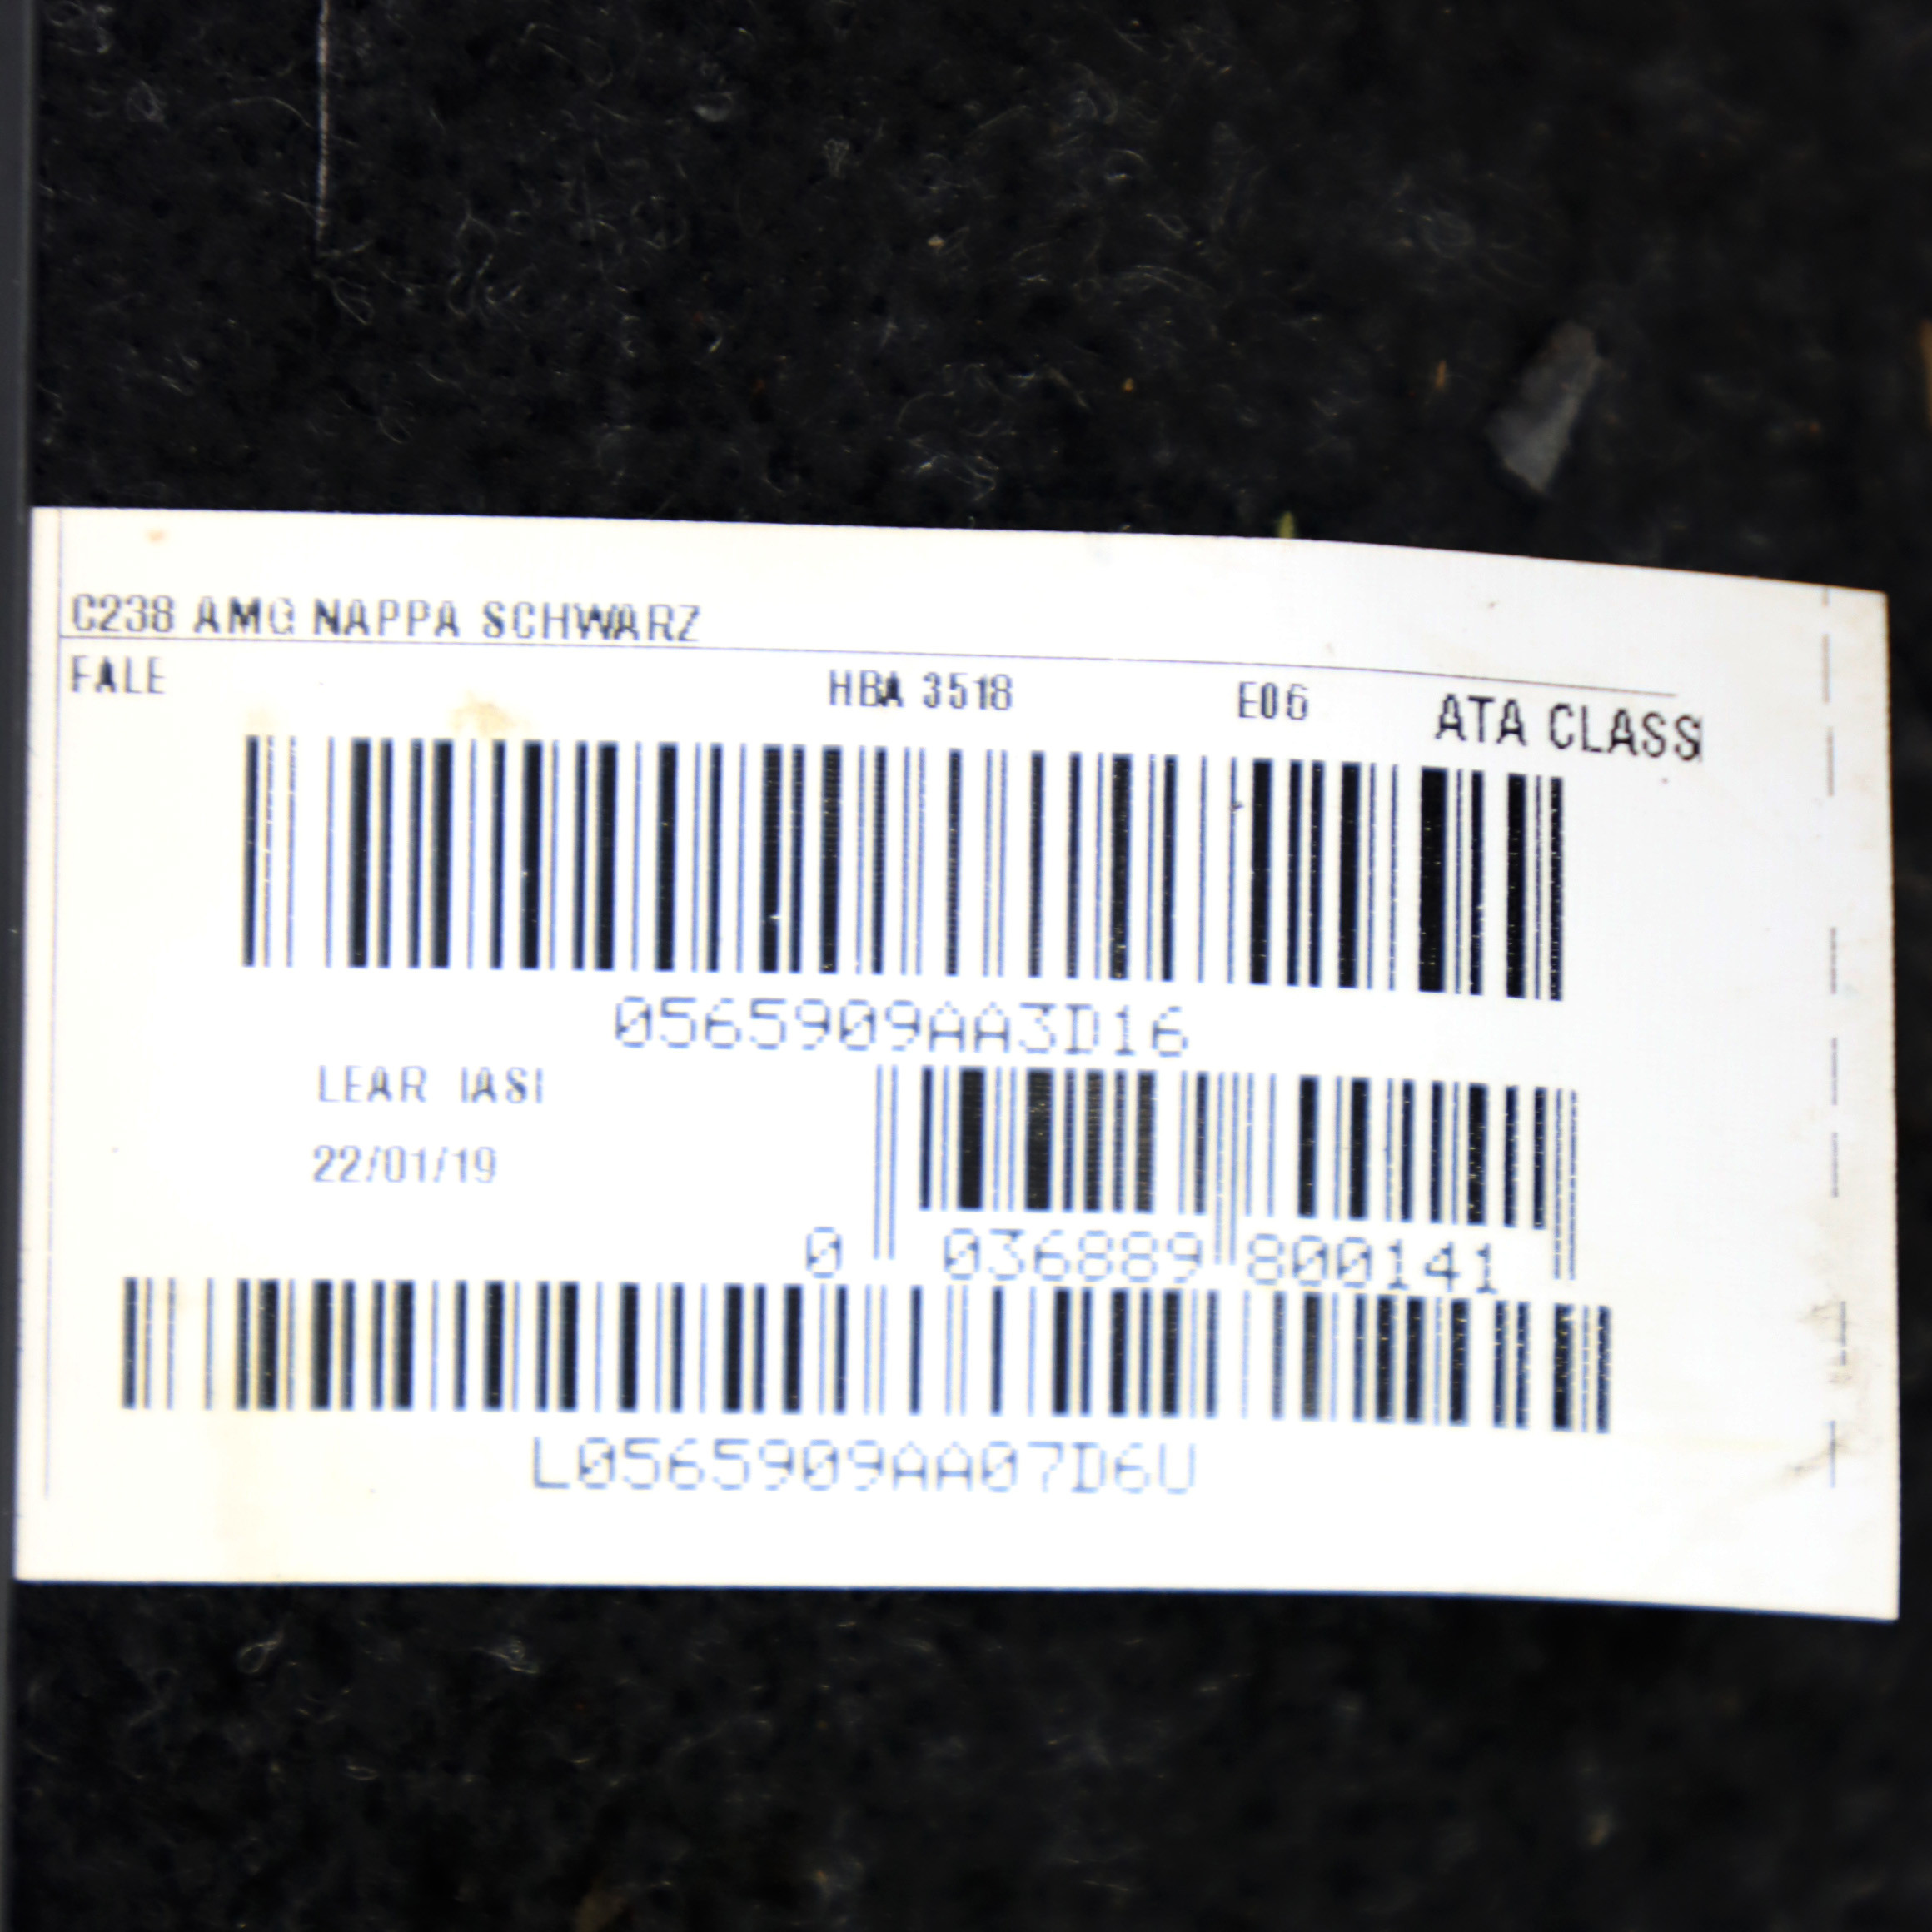 C238 AMG NAPPA SCHWARZ
FALE HBA 3518 E06 ATA CLASS
0565909AA3D16
LEAR IASI
22/01/19
0 036889 800141
L0565909AA07D6U